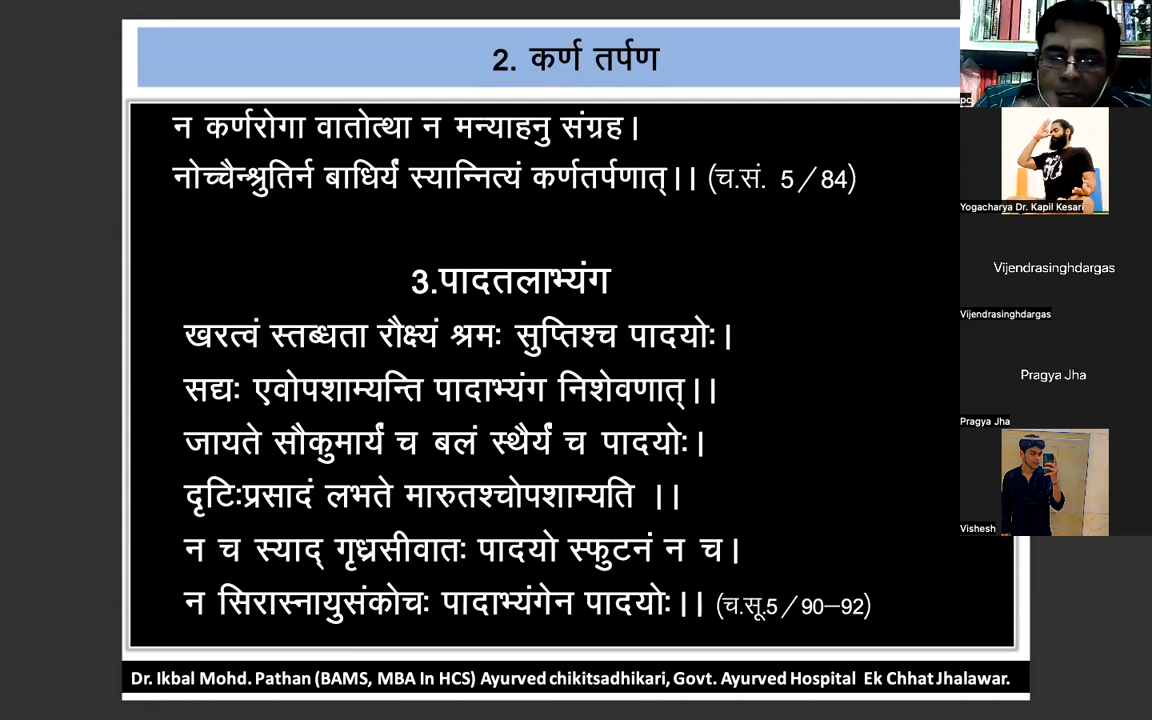 2. कर्ण तर्पण
न कर्णरोगा वातोत्था न मन्याहनु संग्रह।
नोच्चैन्श्रुतिर्न बाधिर्यं स्यान्नित्यं कर्णतर्पणात्।। (च.सं. 5/84)
3.पादतलाभ्यंग
खरत्वं स्तब्धता रौक्ष्यं श्रमः सुप्तिश्च पादयोः।
सद्यः एवोपशाम्यन्ति पादाभ्यंग निशेवणात्।।
जायते सौकुमार्यं च बलं स्थैर्यं च पादयोः।
दृटिःप्रसादं लभते मारुतश्चोपशाम्यति ।।
न च स्याद् गृध्रसीवातः पादयो स्फुटनं न च।
न सिरास्नायुसंकोचः पादाभ्यंगेन पादयोः।। (च.सू.5/90–92)
Dr. Ikbal Mohd. Pathan (BAMS, MBA In HCS) Ayurved chikitsadhikari, Govt. Ayurved Hospital Ek Chhat Jhalawar.
pc
Yogacharya Dr. Kapil Kesari
Vijendrasinghdargas
Vijendrasinghdargas
Pragya Jha
Pragya Jha
Vishesh